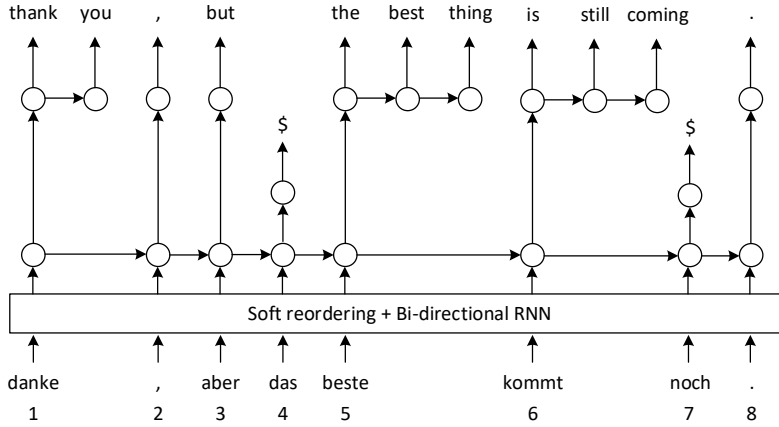 thank you , but the best thing is still coming .
$ $
Soft reordering + Bi-directional RNN
danke , aber das beste kommt noch .
1 2 3 4 5 6 7 8